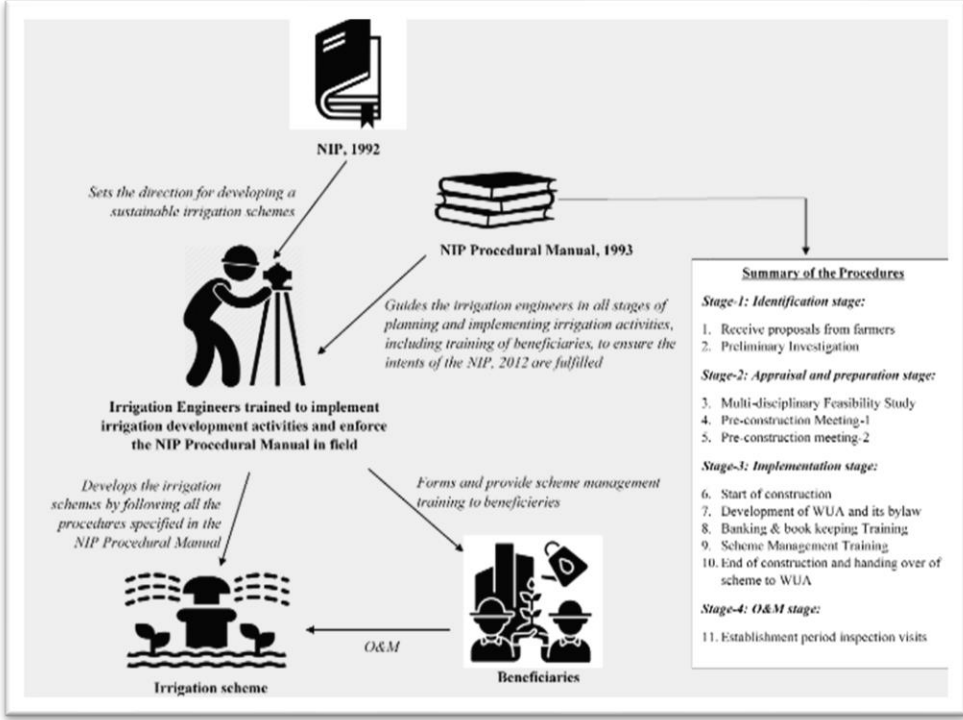 NIP, 1992
Sets the direction for developing a
sustainable irrigation schemes
NIP Procedural Manual, 1993
Guides the irrigation engineers in all stages of
planning and implementing irrigation activities,
including training of beneficiaries, to ensure the
intents of the NIP, 2012 are fulfilled
Irrigation Engineers trained to implement
irrigation development activities and enforce
the NIP Procedural Manual in field
Develops the irrigation
schemes by following all the
procedures specified in the
NIP Procedural Manual
Forms and provide scheme management
training to beneficieries
O&M
Irrigation scheme
Beneficiaries
Summary of the Procedures
Stage-1: Identification stage:
1. Receive proposals from farmers
2. Preliminary Investigation
Stage-2: Appraisal and preparation stage:
3. Multi-disciplinary Feasibility Study
4. Pre-construction Meeting-1
5. Pre-construction meeting-2
Stage-3: Implementation stage:
6. Start of construction
7. Development of WUA and its bylaw
8. Banking & book keeping Training
9. Scheme Management Training
10. End of construction and handing over of
scheme to WUA
Stage-4: O&M stage:
11. Establishment period inspection visits